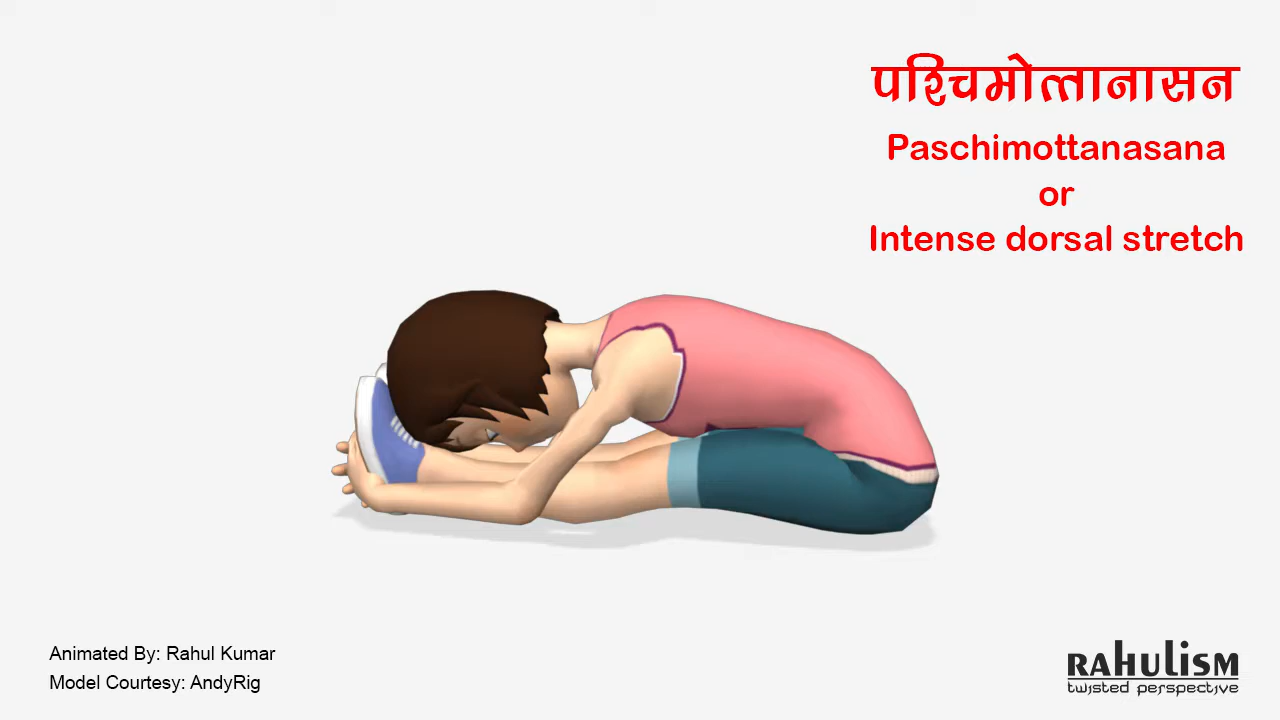 पश्चिमोत्तानासन
Paschimottanasana
or
Intense dorsal stretch
Animated By: Rahul Kumar
Model Courtesy: AndyRig
RAHULISM
twisted perspective